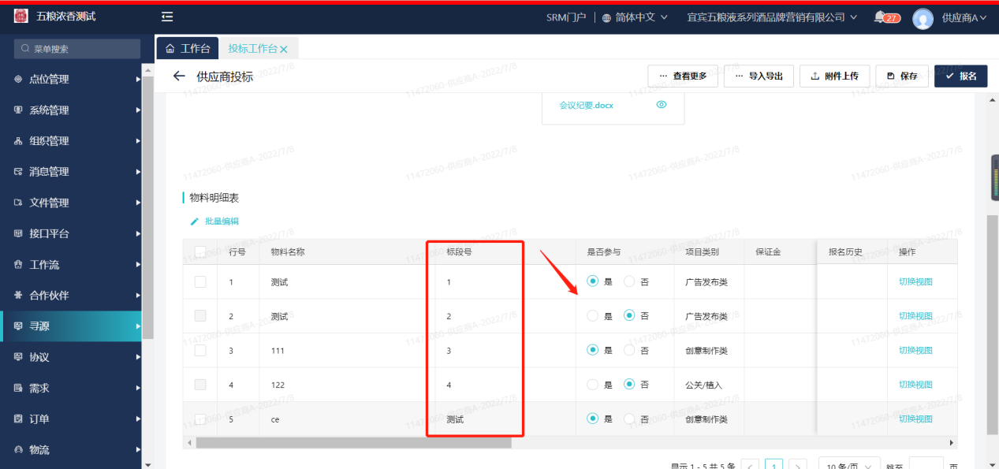 五粮浓香测试
SRM门户 简体中文 宜宾五粮液系列酒品牌营销有限公司 27 供应商A
菜单搜索
工作台 投标工作台
供应商投标
··· 查看更多 ··· 导入导出 附件上传 保存 报名
点位管理
系统管理
组织管理
消息管理
文件管理
接口平台
工作流
合作伙伴
寻源
协议
需求
订单
物流
会议纪要.docx
物料明细表
批量编辑
行号 物料名称 标段号 是否参与 项目类别 保证金 报名历史 操作
1 测试 1 是 否 广告发布类 切换视图
2 测试 2 是 否 广告发布类 切换视图
3 111 3 是 否 创意制作类 切换视图
4 122 4 是 否 公关/植入 切换视图
5 ce 测试 是 否 创意制作类 切换视图
显示 1 - 5 共 5 条 1 10 条/页 跳至 页
11472060-供应商A-2022/7/8